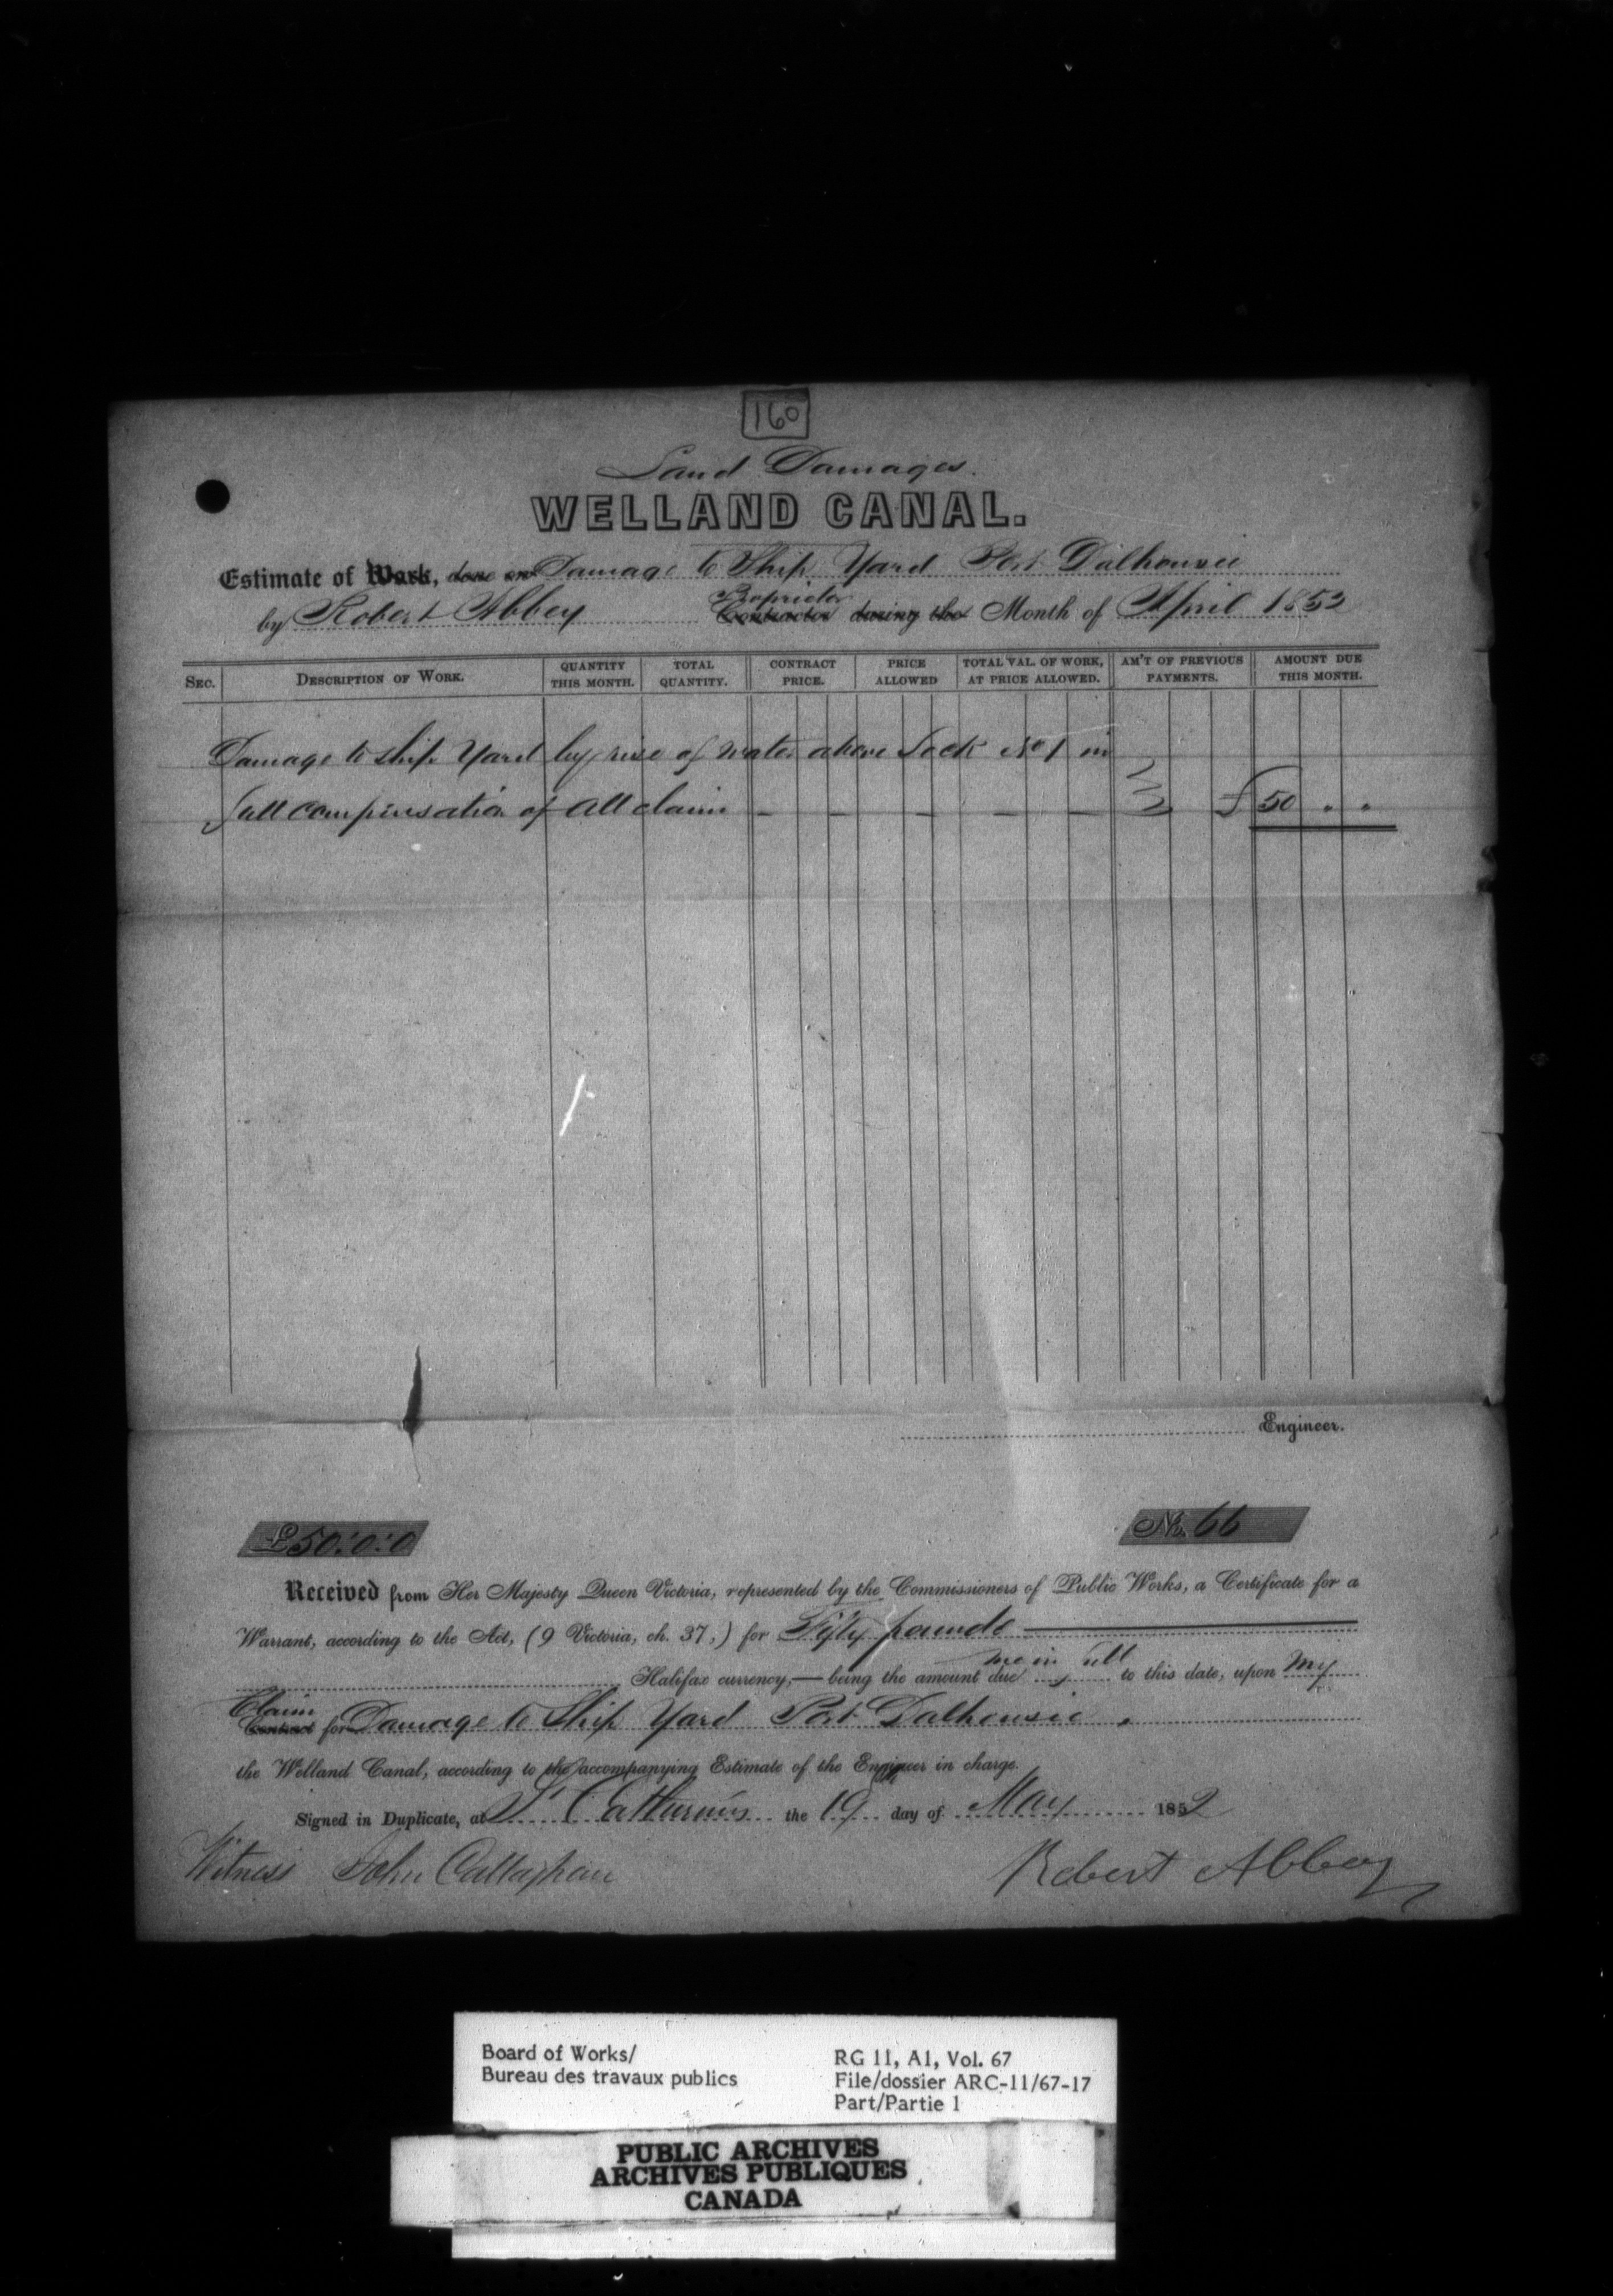 160
Land Damages.
WELLAND CANAL.
Estimate of Work, done on Damage to Ship Yard Port Dalhousie
Proprietor
by Robert Abbey Contractor during the Month of April 1852
SEC. DESCRIPTION OF WORK. QUANTITY THIS MONTH. TOTAL QUANTITY. CONTRACT PRICE. PRICE ALLOWED TOTAL VAL. OF WORK, AT PRICE ALLOWED. AM'T OF PREVIOUS PAYMENTS. AMOUNT DUE THIS MONTH.
Damage to Ship Yard by rise of water above Lock No 1 in
full compensation of all claim £ 50 " "
Engineer.
£50:0:0 No. 66
Received from Her Majesty Queen Victoria, represented by the Commissioners of Public Works, a Certificate for a
Warrant, according to the Act, (9 Victoria, ch. 37,) for Fifty pounds
me in full
Halifax currency,—being the amount due to this date, upon my
Claim
Contract for Damage to Ship Yard Port Dalhousie
the Welland Canal, according to the accompanying Estimate of the Engineer in charge.
Signed in Duplicate, at St Catharines the 19 day of May 1852
Witness John Callaghan Robert Abbey
Board of Works/
Bureau des travaux publics
RG 11, A1, Vol. 67
File/dossier ARC-11/67-17
Part/Partie 1
PUBLIC ARCHIVES
ARCHIVES PUBLIQUES
CANADA